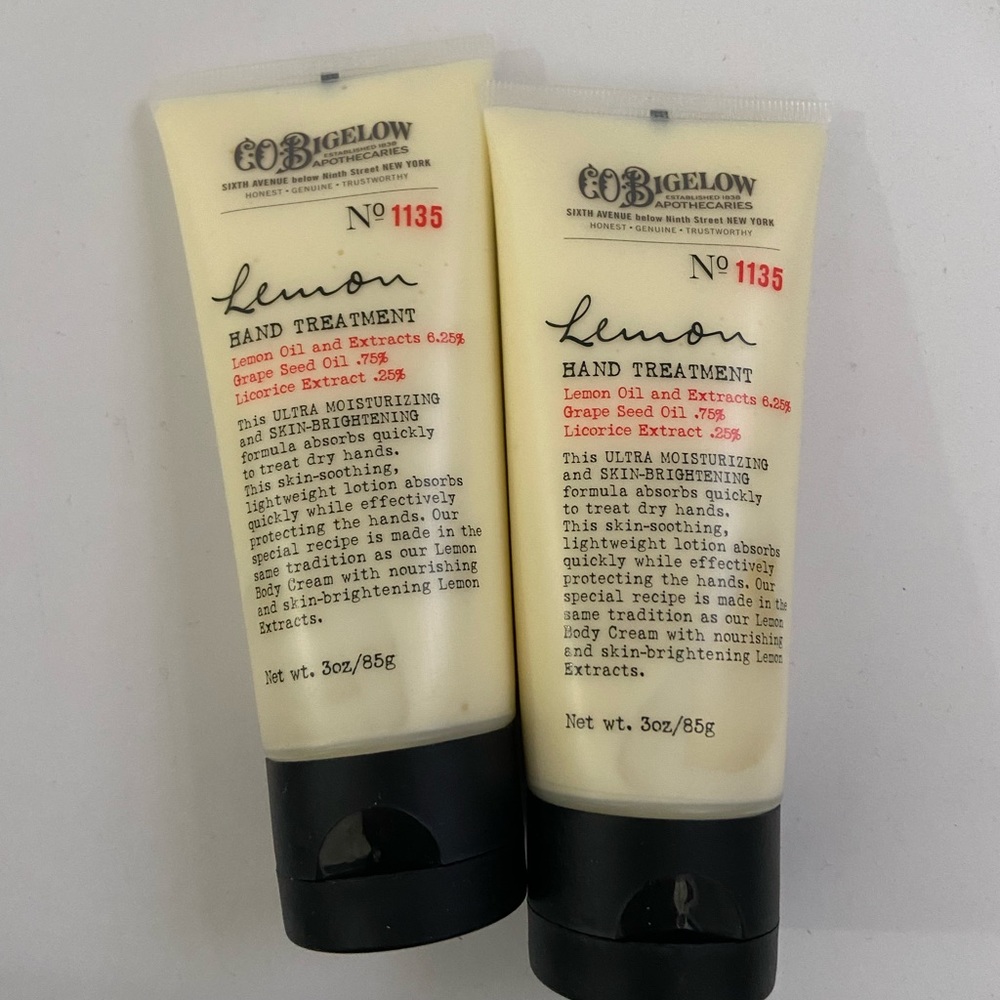 CO. BIGELOW
ESTABLISHED 1838
APOTHECARIES
SIXTH AVENUE below Ninth Street NEW YORK
HONEST • GENUINE • TRUSTWORTHY
Nº 1135
Lemon
HAND TREATMENT
Lemon Oil and Extracts 6.25%
Grape Seed Oil .75%
Licorice Extract .25%
This ULTRA MOISTURIZING
and SKIN-BRIGHTENING
formula absorbs quickly
to treat dry hands.
This skin-soothing,
lightweight lotion absorbs
quickly while effectively
protecting the hands. Our
special recipe is made in the
same tradition as our Lemon
Body Cream with nourishing
and skin-brightening Lemon
Extracts.
Net wt. 3oz/85g
CO. BIGELOW
ESTABLISHED 1838
APOTHECARIES
SIXTH AVENUE below Ninth Street NEW YORK
HONEST • GENUINE • TRUSTWORTHY
Nº 1135
Lemon
HAND TREATMENT
Lemon Oil and Extracts 6.25%
Grape Seed Oil .75%
Licorice Extract .25%
This ULTRA MOISTURIZING
and SKIN-BRIGHTENING
formula absorbs quickly
to treat dry hands.
This skin-soothing,
lightweight lotion absorbs
quickly while effectively
protecting the hands. Our
special recipe is made in the
same tradition as our Lemon
Body Cream with nourishing
and skin-brightening Lemon
Extracts.
Net wt. 3oz/85g